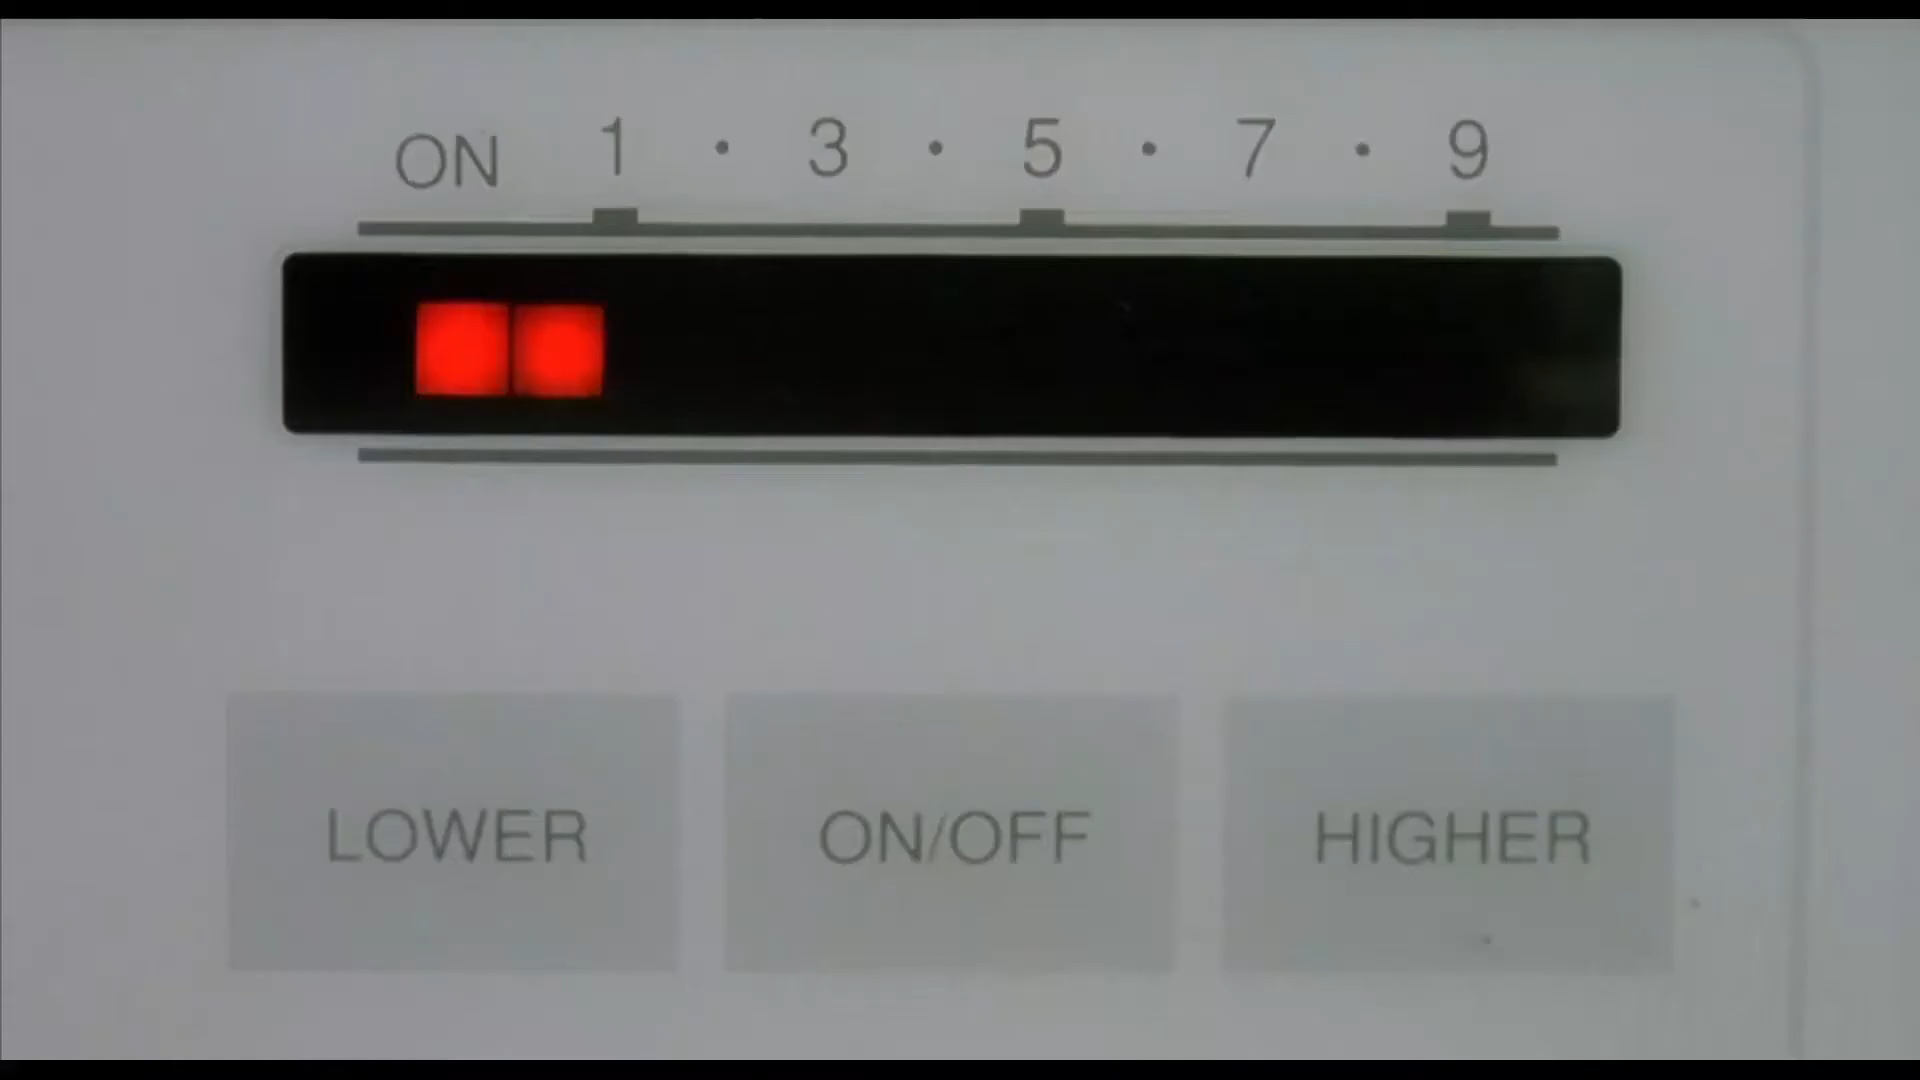 ON 1 • 3 • 5 • 7 • 9
LOWER ON/OFF HIGHER